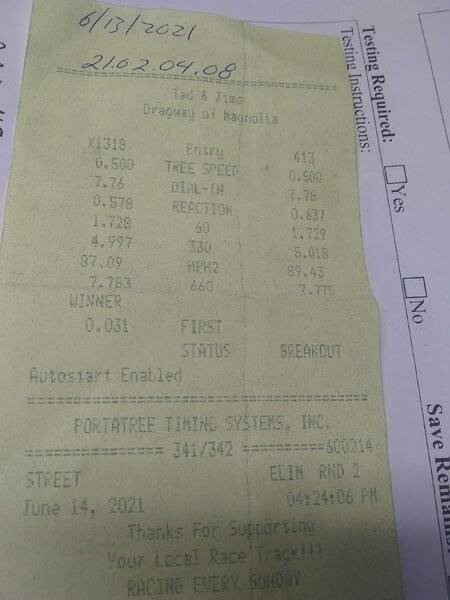 6/13/2021
21.02.04.08
Tad & Jims
Dragway of Magnolia
X1318 Entry 413
0.500 TREE SPEED 0.500
7.76 DIAL-IN 7.78
0.578 REACTION 0.637
1.728 60 1.729
4.997 330 5.018
87.09 MPH2 89.43
7.783 660 7.775
WINNER
0.031 FIRST
STATUS BREAKOUT
Autostart Enabled
PORTATREE TIMING SYSTEMS, INC.
=============== 341/342 ==========600214
STREET ELIM RND 2
June 14, 2021 04:24:06 PM
Thanks For Supporting
Your Local Race Track!!!
RACING EVERY SUNDAY
Testing Required: Yes No
Testing Instructions:
Save Remains: